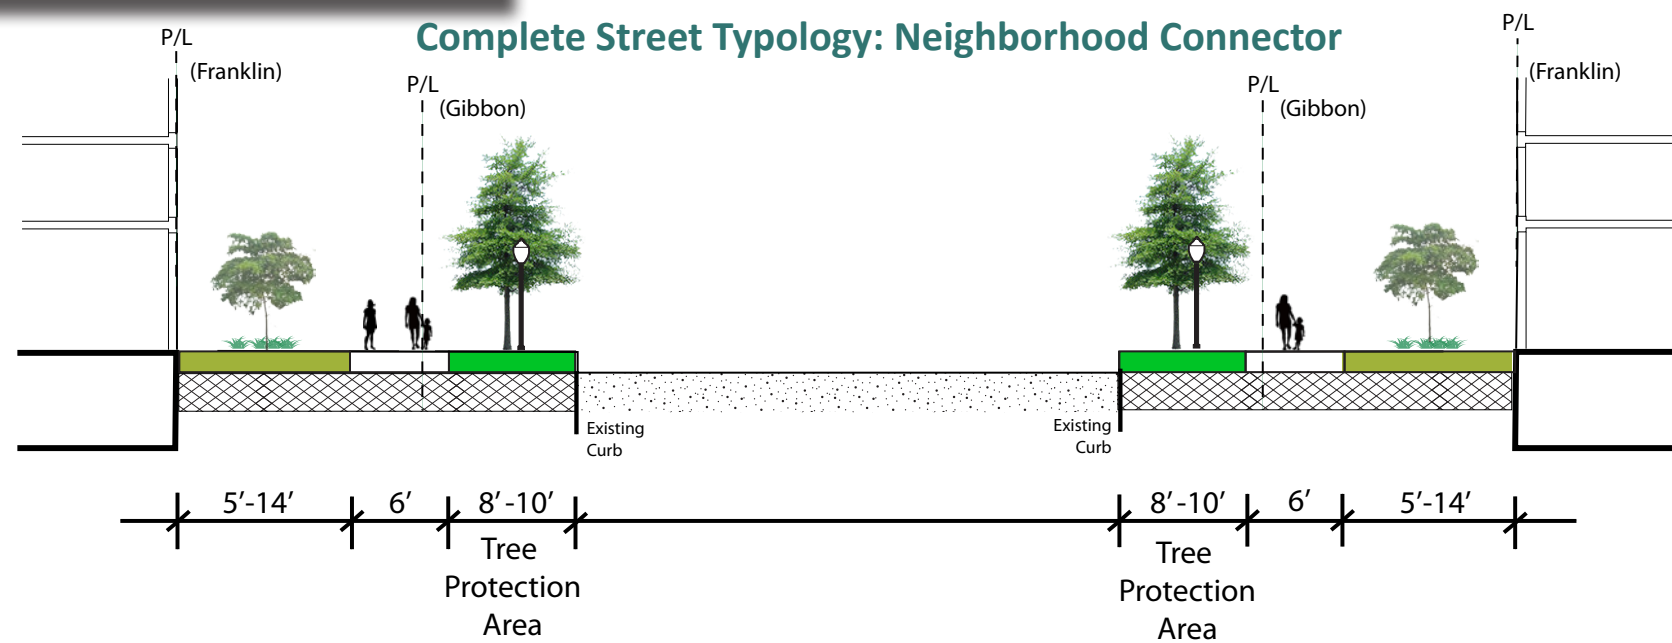 Complete Street Typology: Neighborhood Connector
P/L
(Franklin)
P/L
(Gibbon)
P/L
(Gibbon)
P/L
(Franklin)
Existing
Curb
Existing
Curb
5′-14′
6′
8′-10′
8′-10′
6′
5′-14′
Tree
Protection
Area
Tree
Protection
Area